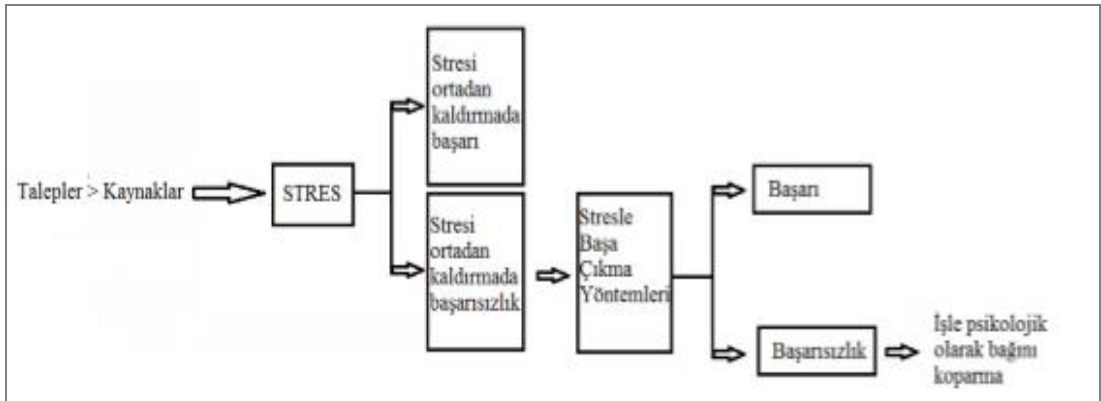 Talepler > Kaynaklar
STRES
Stresi
ortadan
kaldırmada
başarı
Stresi
ortadan
kaldırmada
başarısızlık
Stresle
Başa
Çıkma
Yöntemleri
Başarı
Başarısızlık
İşle psikolojik
olarak bağını
koparma